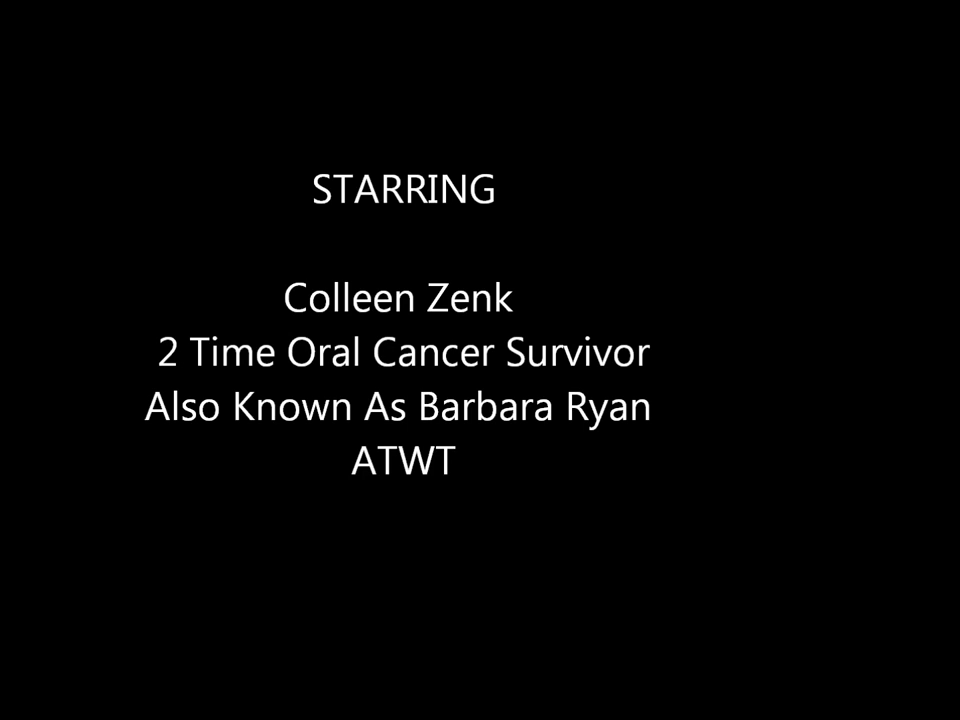 STARRING
Colleen Zenk
2 Time Oral Cancer Survivor
Also Known As Barbara Ryan
ATWT